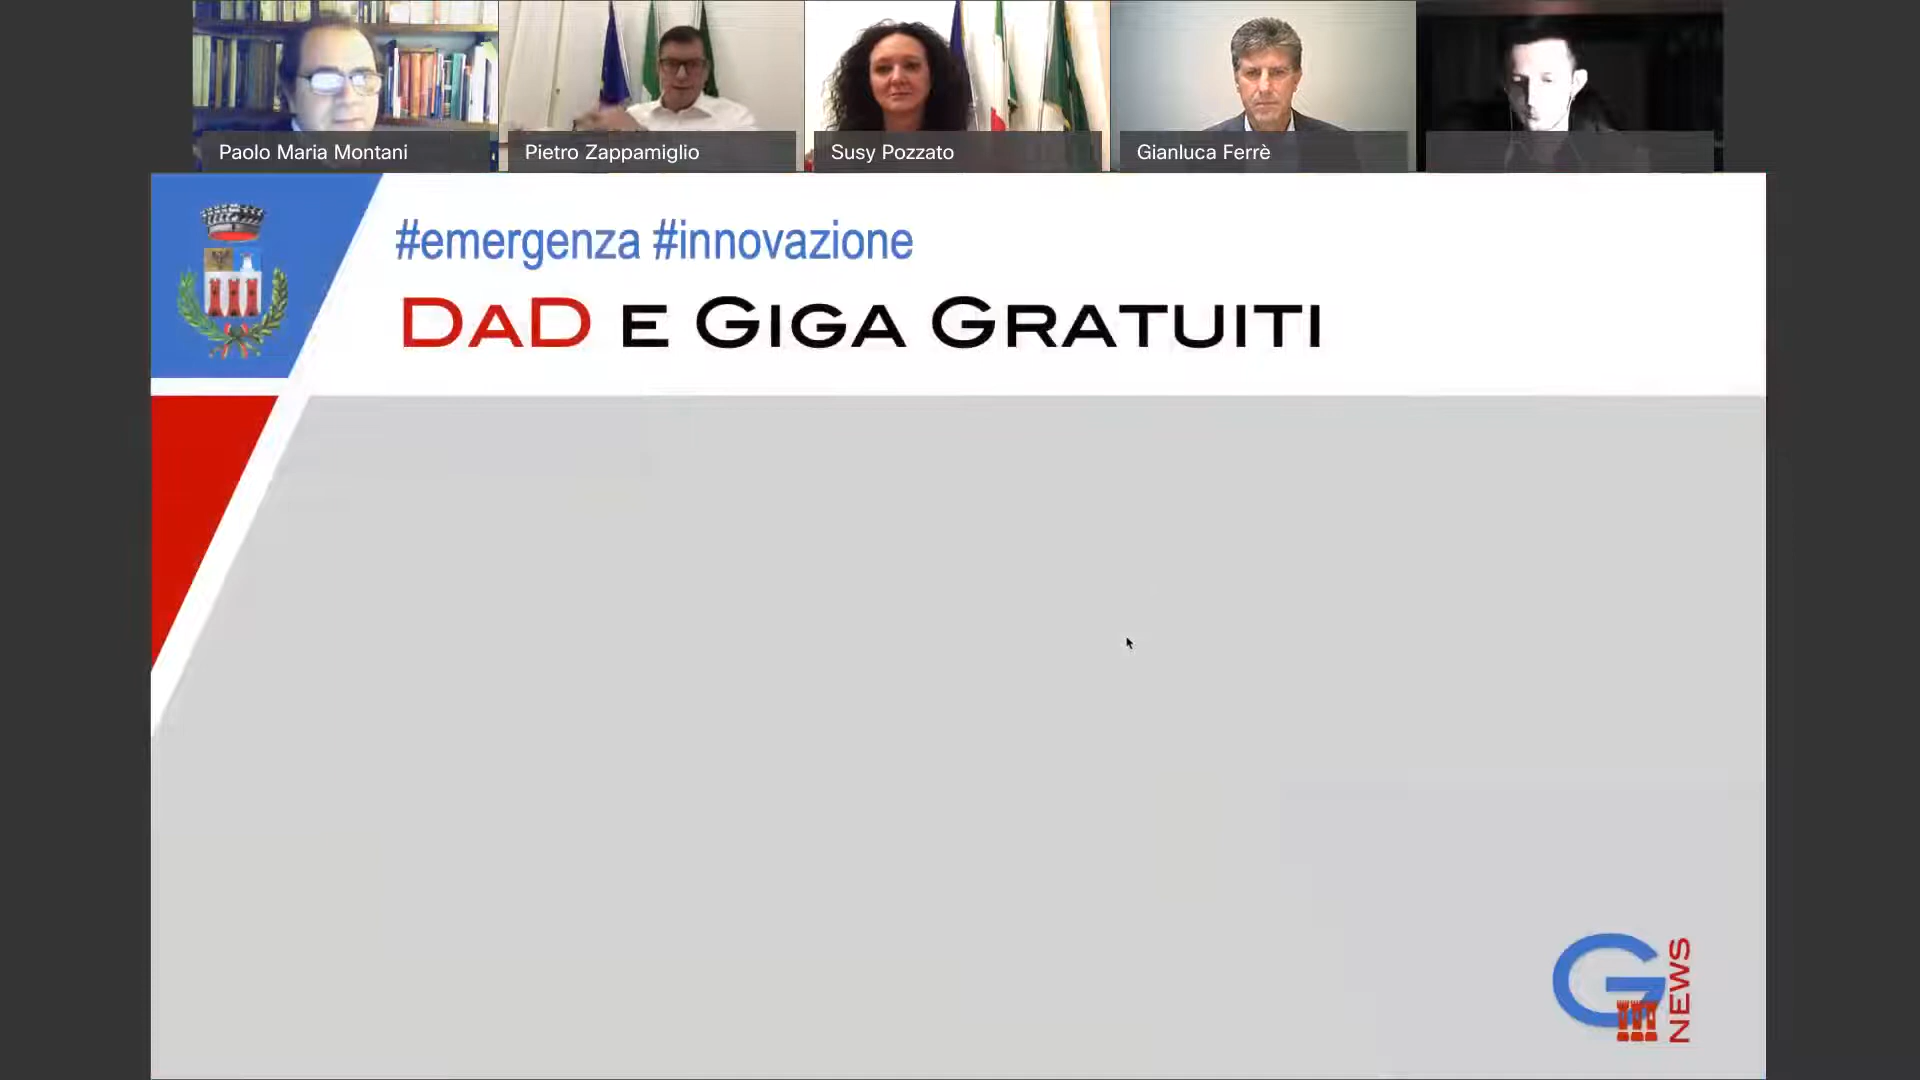 Paolo Maria Montani
Pietro Zappamiglio
Susy Pozzato
Gianluca Ferrè
#emergenza #innovazione
DAD E GIGA GRATUITI
G NEWS